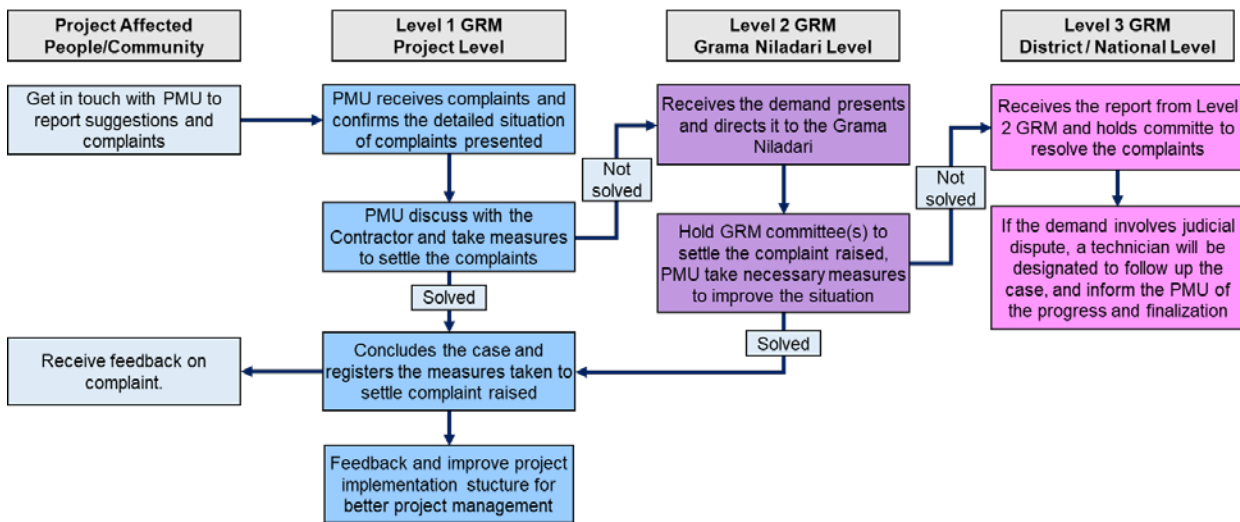 Project Affected
People/Community
Level 1 GRM
Project Level
Level 2 GRM
Grama Niladari Level
Level 3 GRM
District / National Level
Get in touch with PMU to
report suggestions and
complaints
PMU receives complaints and
confirms the detailed situation
of complaints presented
Receives the demand presents
and directs it to the Grama
Niladari
Receives the report from Level
2 GRM and holds committe to
resolve the complaints
Not
solved
Not
solved
PMU discuss with the
Contractor and take measures
to settle the complaints
Hold GRM committee(s) to
settle the complaint raised,
PMU take necessary measures
to improve the situation
If the demand involves judicial
dispute, a technician will be
designated to follow up the
case, and inform the PMU of
the progress and finalization
Solved
Solved
Receive feedback on
complaint.
Concludes the case and
registers the measures taken to
settle complaint raised
Feedback and improve project
implementation stucture for
better project management